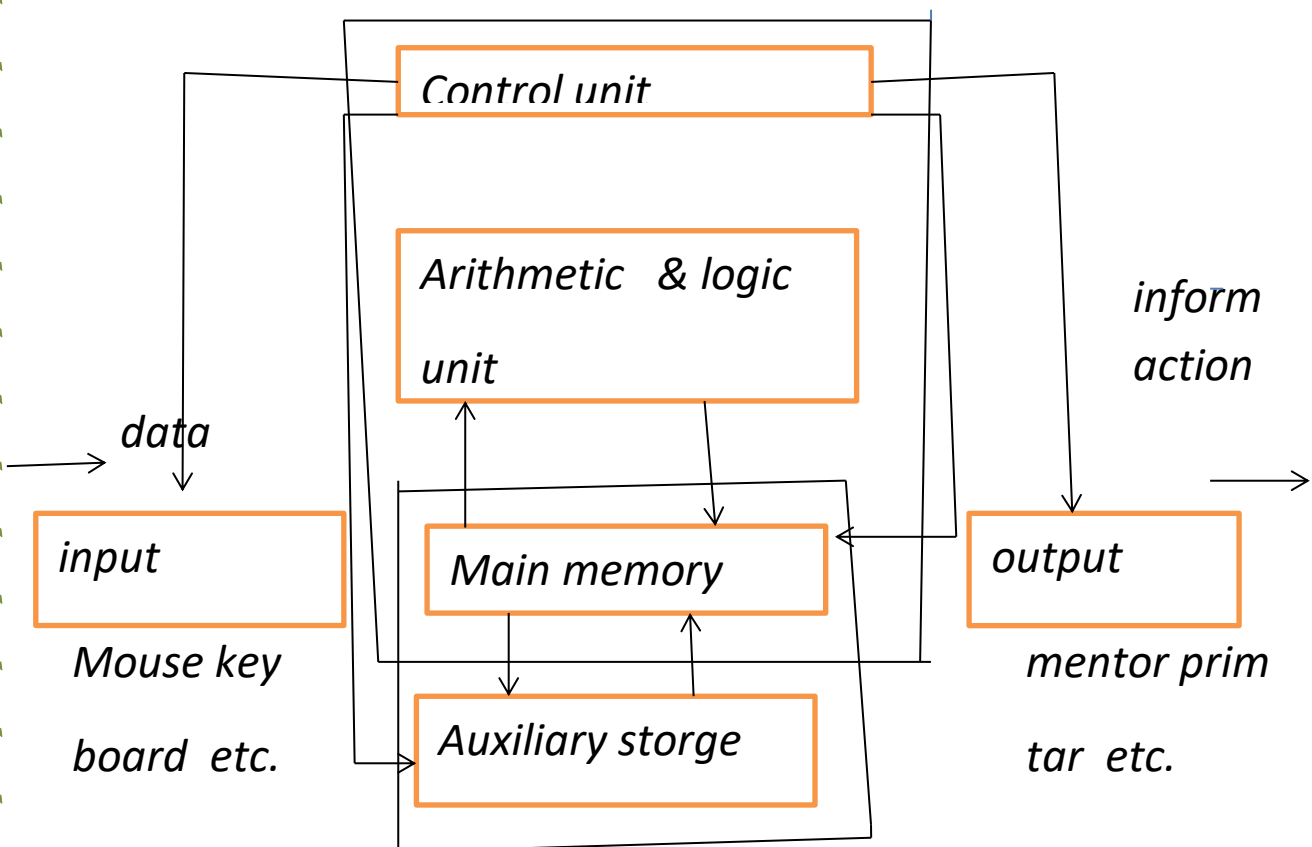 Control unit
Arithmetic & logic
unit
inform
action
data
input
Main memory
output
Mouse key
board etc.
Auxiliary storge
mentor prim
tar etc.